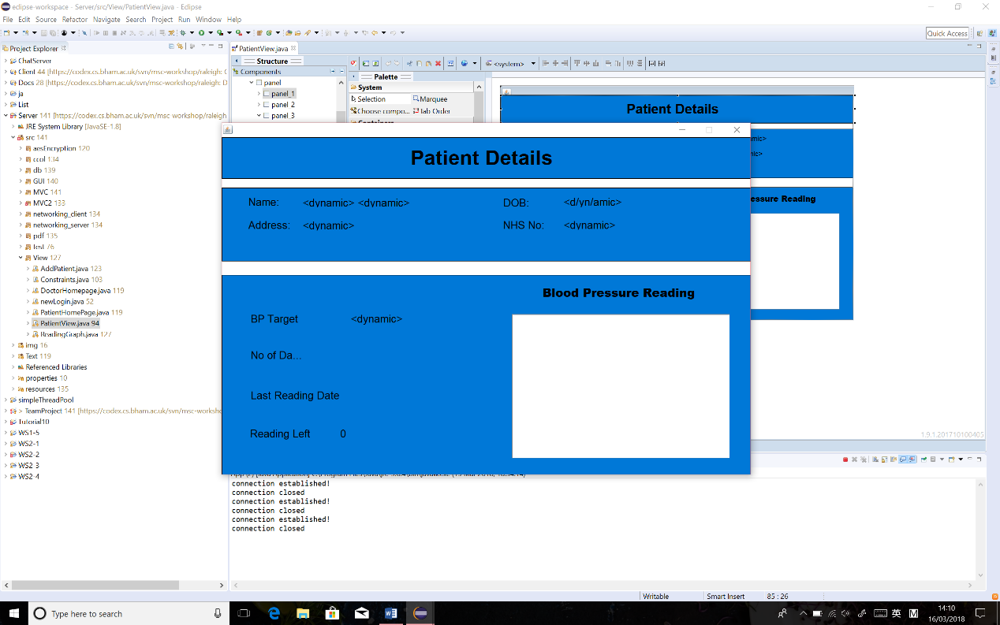 eclipse-workspace - Server/src/View/PatientView.java - Eclipse
File Edit Source Refactor Navigate Search Project Run Window Help
Quick Access
Project Explorer
ChatServer
Client 44 [https://codex.cs.bham.ac.uk/svn/msc-workshop/raleigh: C
Docs 28 [https://codex.cs.bham.ac.uk/svn/msc-workshop/raleigh: D
ja
List
Server 141 [https://codex.cs.bham.ac.uk/svn/msc-workshop/raleigh
JRE System Library [JavaSE-1.8]
src 141
aesEncryption 120
ccol 134
db 139
GUI 140
MVC 141
MVC2 133
networking_client 134
networking_server 134
pdf 135
test 76
View 127
AddPatient.java 123
Constraints.java 103
DoctorHomepage.java 119
newLogin.java 52
PatientHomePage.java 119
PatientView.java 94
ReadingGraph.java 127
img 16
Text 119
Referenced Libraries
properties 10
resources 135
simpleThreadPool
> TeamProject 141 [https://codex.cs.bham.ac.uk/svn/msc-worksho
Tutorial10
WS1-5
WS2-1
WS2-2
WS2-3
WS2-4
PatientView.java
Structure
Components
panel
panel_1
panel_2
panel_3
<system>
Palette
System
Selection Marquee
Choose compo... Tab Order
Containers
Patient Details
mic>
mic>
essure Reading
1.9.1.201710100405
Patient Details
Name: <dynamic> <dynamic> DOB: <d/yn/amic>
Address: <dynamic> NHS No: <dynamic>
Blood Pressure Reading
BP Target <dynamic>
No of Da...
Last Reading Date
Reading Left 0
connection established!
connection closed
connection established!
connection closed
connection established!
connection closed
Writable Smart Insert 85 : 26
Type here to search
英 M
14:10
16/03/2018